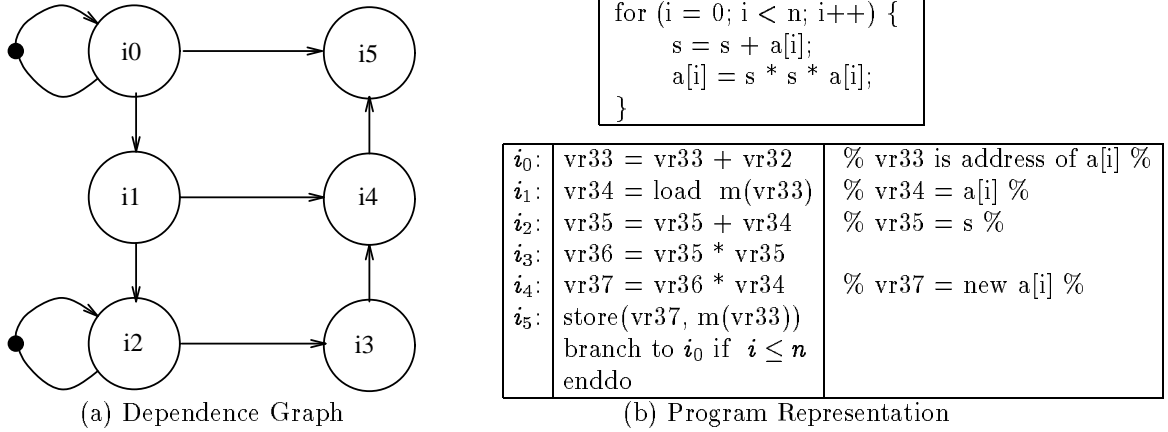 i0
i5
i1
i4
i2
i3
(a) Dependence Graph
for (i = 0; i < n; i++) {
s = s + a[i];
a[i] = s * s * a[i];
}
i0: vr33 = vr33 + vr32 % vr33 is address of a[i] %
i1: vr34 = load m(vr33) % vr34 = a[i] %
i2: vr35 = vr35 + vr34 % vr35 = s %
i3: vr36 = vr35 * vr35
i4: vr37 = vr36 * vr34 % vr37 = new a[i] %
i5: store(vr37, m(vr33))
branch to i0 if i ≤ n
enddo
(b) Program Representation